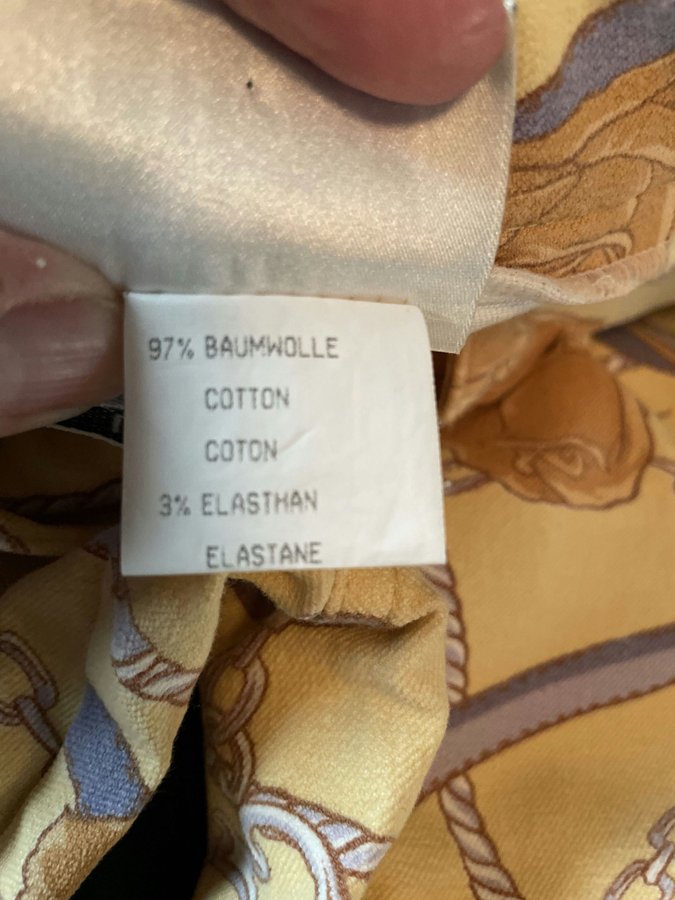 97% BAUMWOLLE
COTTON
COTON
3% ELASTHAN
ELASTANE